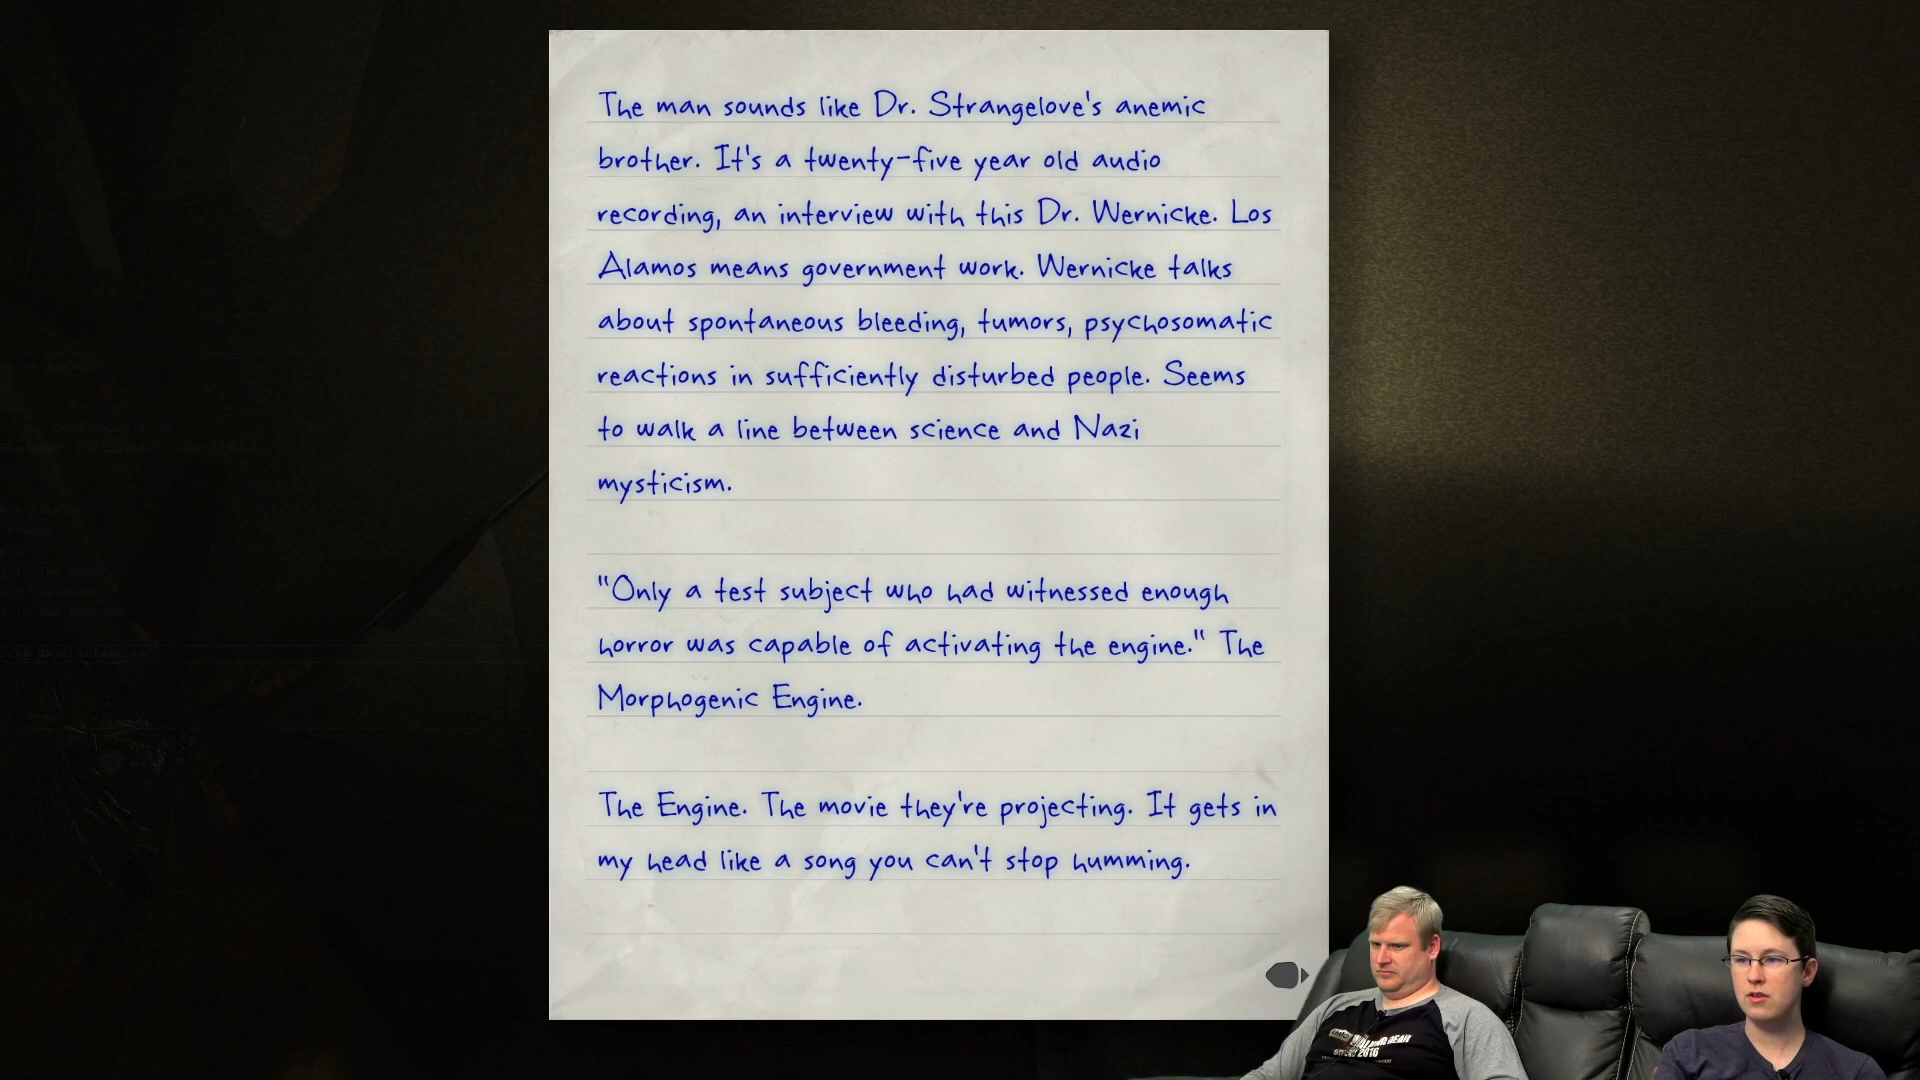 The man sounds like Dr. Strangelove's anemic
brother. It's a twenty-five year old audio
recording, an interview with this Dr. Wernicke. Los
Alamos means government work. Wernicke talks
about spontaneous bleeding, tumors, psychosomatic
reactions in sufficiently disturbed people. Seems
to walk a line between science and Nazi
mysticism.
"Only a test subject who had witnessed enough
horror was capable of activating the engine." The
Morphogenic Engine.
The Engine. The movie they're projecting. It gets in
my head like a song you can't stop humming.
2016